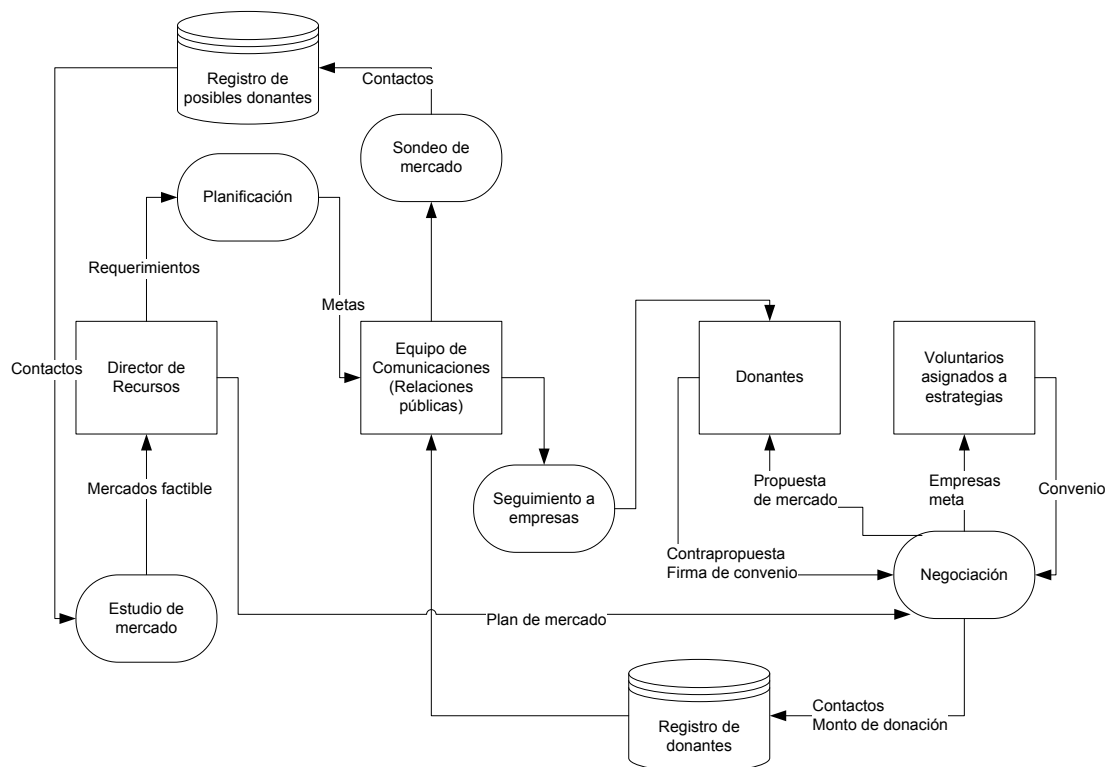 Registro de
posibles donantes
Contactos
Sondeo de
mercado
Planificación
Requerimientos
Metas
Contactos
Director de
Recursos
Equipo de
Comunicaciones
(Relaciones
públicas)
Donantes
Voluntarios
asignados a
estrategias
Mercados factible
Seguimiento a
empresas
Propuesta
de mercado
Empresas
meta
Convenio
Contrapropuesta
Firma de convenio
Negociación
Estudio de
mercado
Plan de mercado
Registro de
donantes
Contactos
Monto de donación